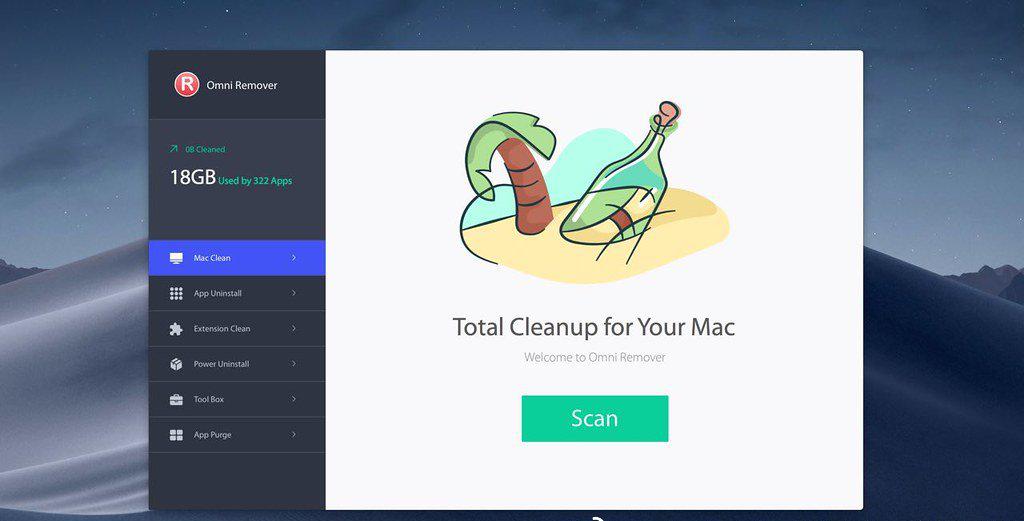 R Omni Remover
0B Cleaned
18GB Used by 322 Apps
Mac Clean
App Uninstall
Extension Clean
Power Uninstall
Tool Box
App Purge
Total Cleanup for Your Mac
Welcome to Omni Remover
Scan